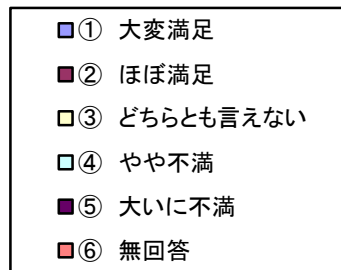 ① 大変満足
② ほぼ満足
③ どちらとも言えない
④ やや不満
⑤ 大いに不満
⑥ 無回答